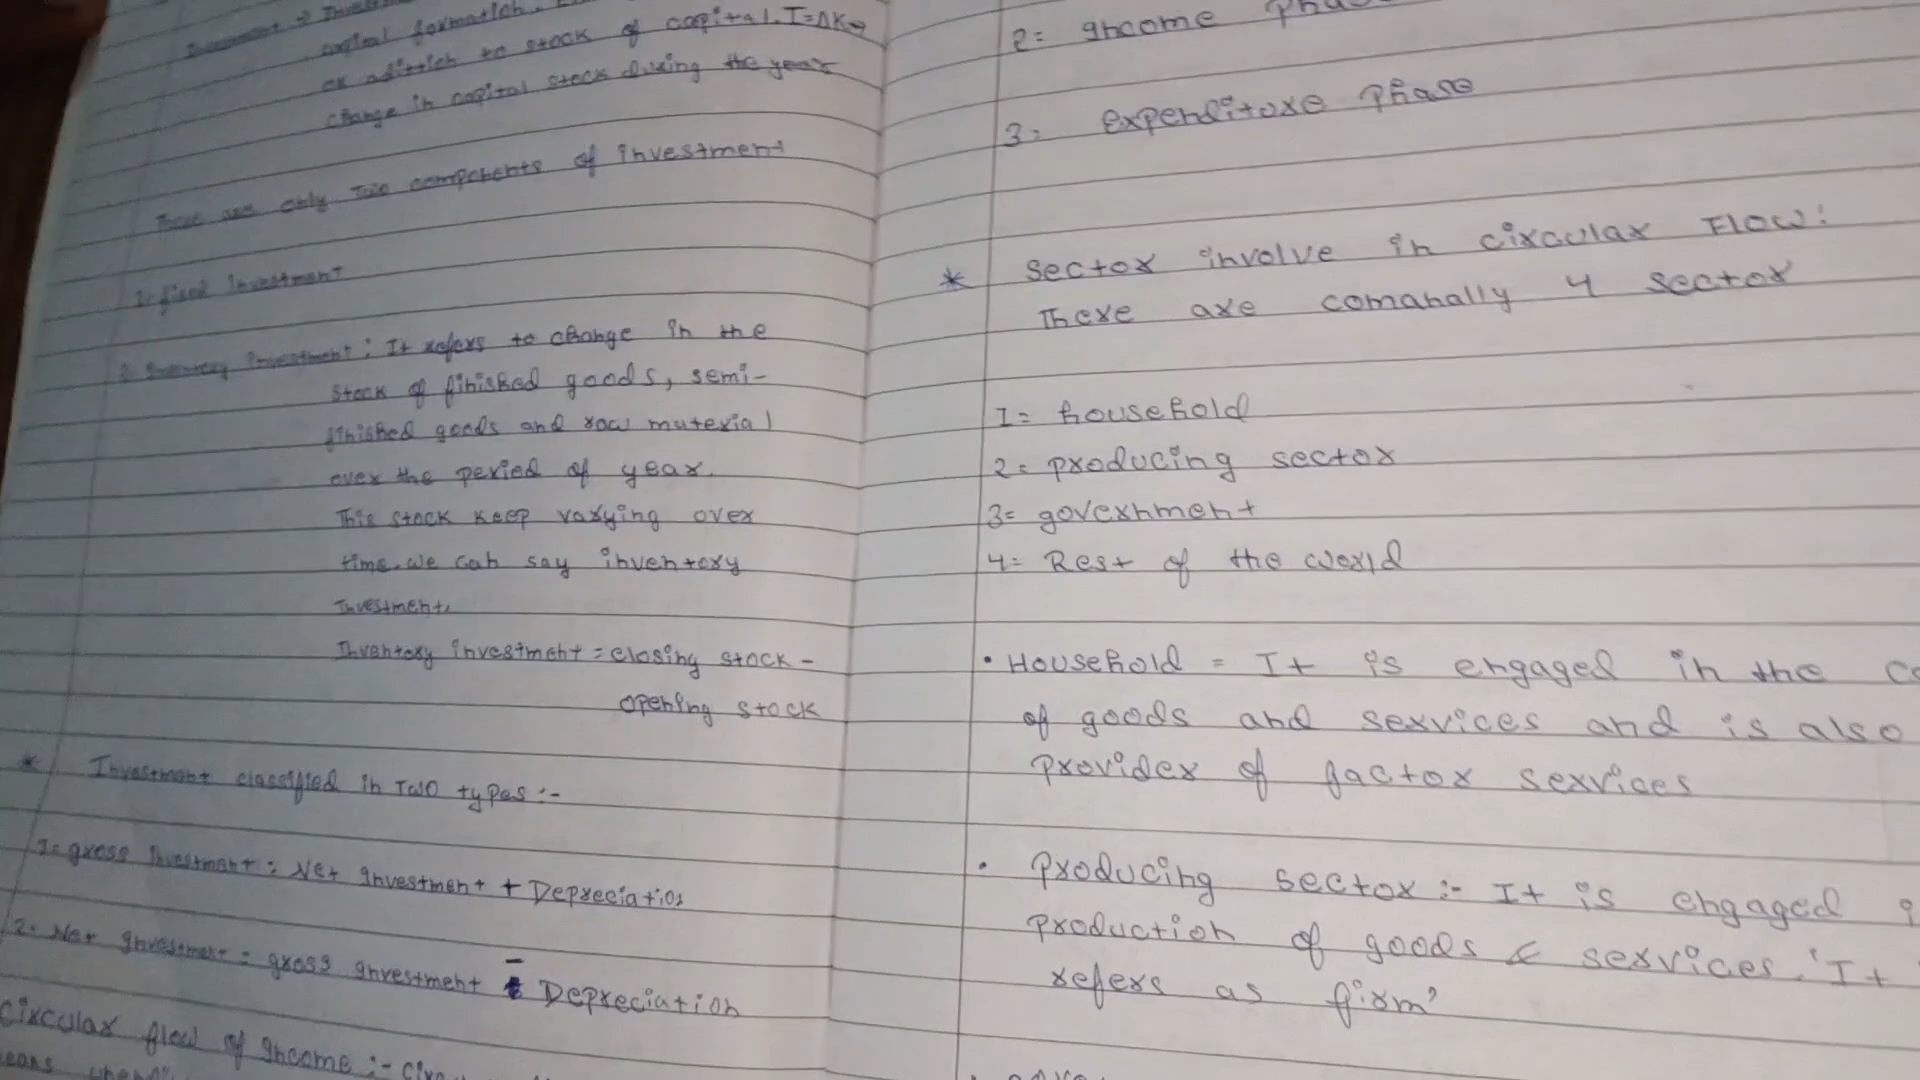 capital formation.
or adittich to stock of capital. I = ΔK →
change in capital stock during the year
There are only Two components of investment
1: fixed Investment
2. Inventory Investment: It refers to change in the
stock of finished goods, semi-
finished goods and row muterial
over the period of year.
This stock keep varying over
time. we can say inventory
Investment.
Inventory investment = closing stock -
opening stock
* Investment classified in Two types :-
1= gross Investment = Net Investment + Depreciation
2. Net Investment = gross Investment - Depreciation
Circular flow of Income :-
2= Income Phase
3= expenditure Phase
* Sector involve in circular Flow:
There are comanally 4 sector
1= household
2= producing sector
3= government
4= Rest of the world
• Household = It is engaged in the
of goods and services and is also
provider of factor services
• Producing sector :- It is engaged
production of goods & services. 'It
refers as firm'